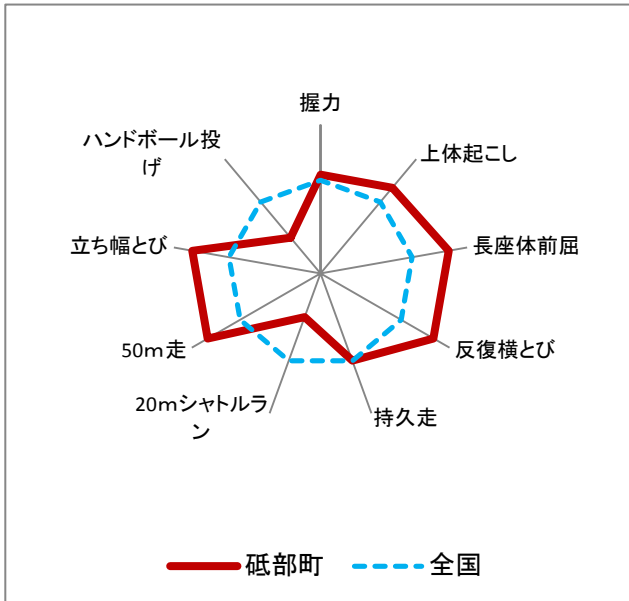 握力
上体起こし
長座体前屈
反復横とび
持久走
20mシャトルラ
ン
50m走
立ち幅とび
ハンドボール投
げ
砥部町
全国